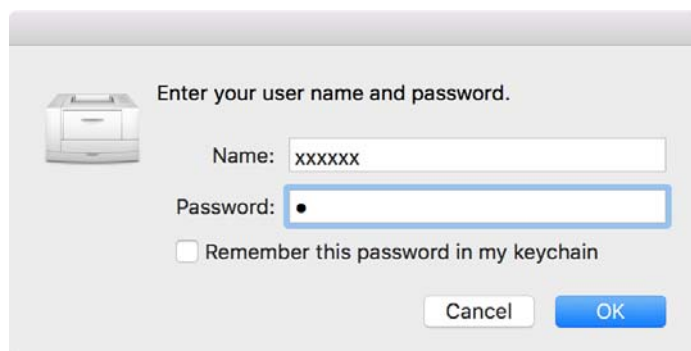 Enter your user name and password.
Name: xxxxxx
Password: •
Remember this password in my keychain
Cancel OK